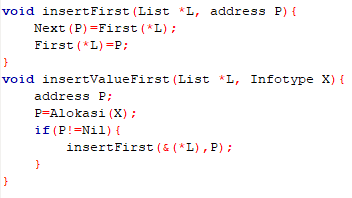 void insertFirst(List *L, address P){
    Next(P)=First(*L);
    First(*L)=P;
}
void insertValueFirst(List *L, Infotype X){
    address P;
    P=Alokasi(X);
    if(P!=Nil){
        insertFirst(&(*L),P);
    }
}